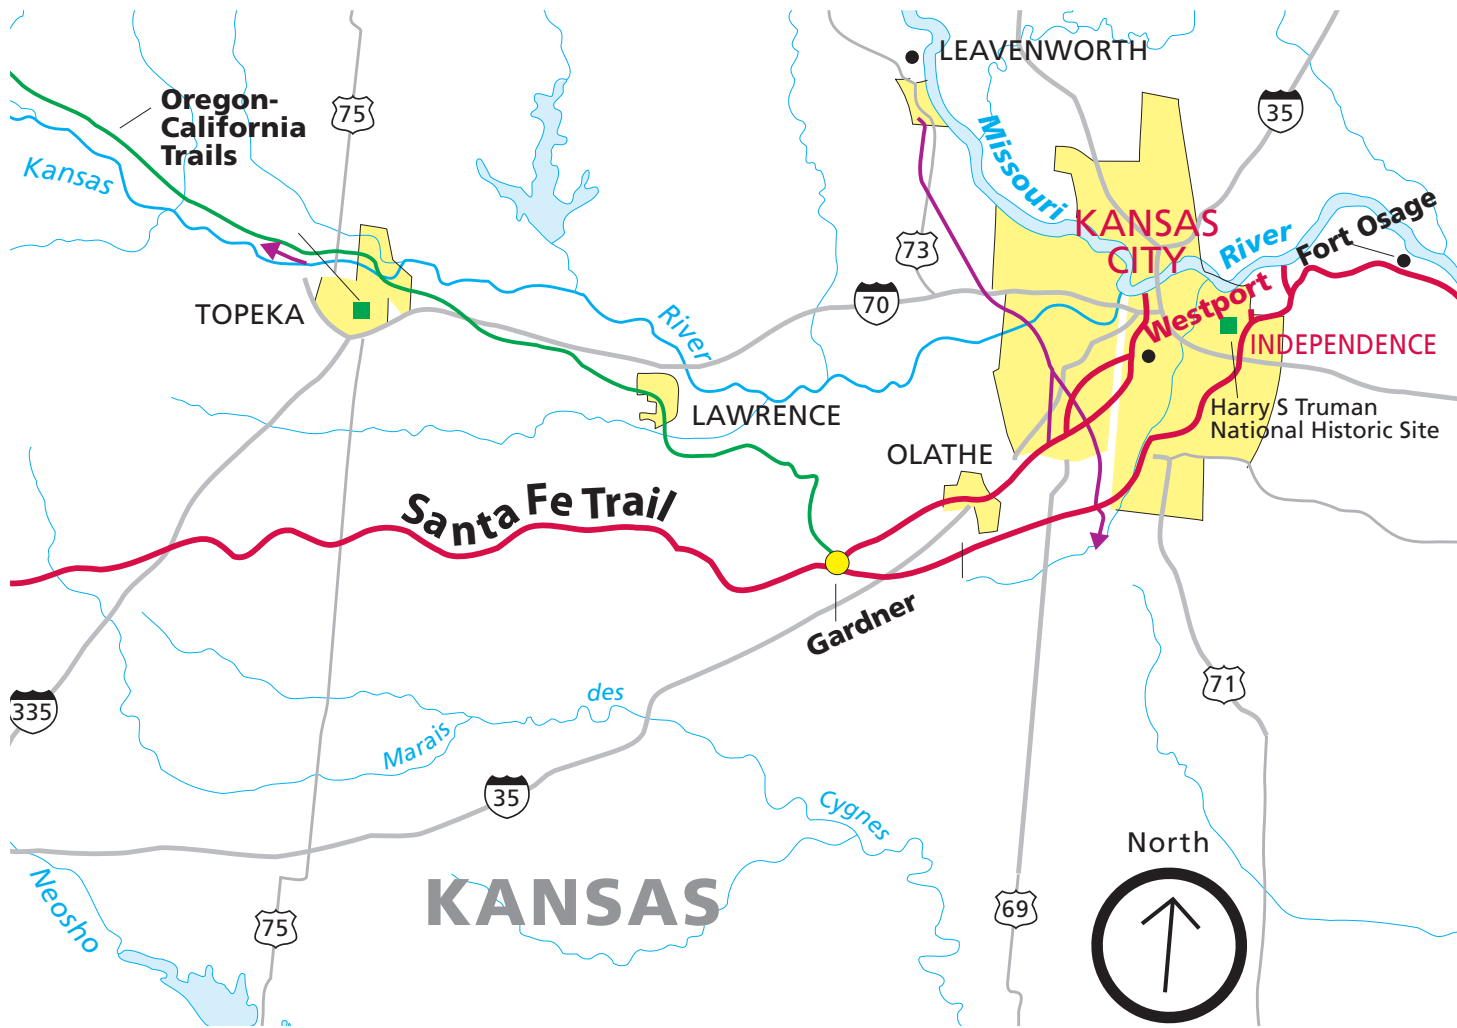 LEAVENWORTH
Oregon-
California
Trails
75
35
Missouri
Kansas
Fort Osage
KANSAS
CITY
River
73
70
Westport
TOPEKA
River
INDEPENDENCE
LAWRENCE
Harry S Truman
National Historic Site
OLATHE
Santa Fe Trail
Gardner
335
71
des
Marais
35
Cygnes
North
Neosho
KANSAS
75
69